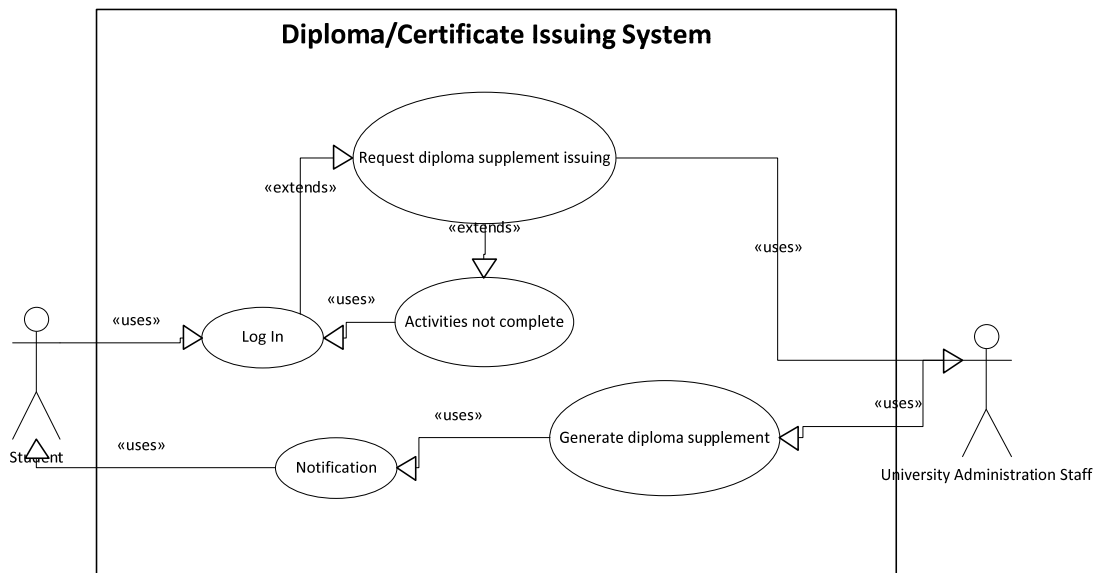 Diploma/Certificate Issuing System
Request diploma supplement issuing
«extends»
«extends»
«uses»
«uses»
«uses»
Activities not complete
Log In
«uses»
«uses»
«uses»
Generate diploma supplement
Student
Notification
University Administration Staff